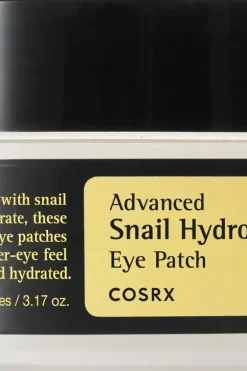 with snail
rate, these
ye patches
er-eye feel
d hydrated.
es / 3.17 oz.
Advanced
Snail Hydro
Eye Patch
COSRX